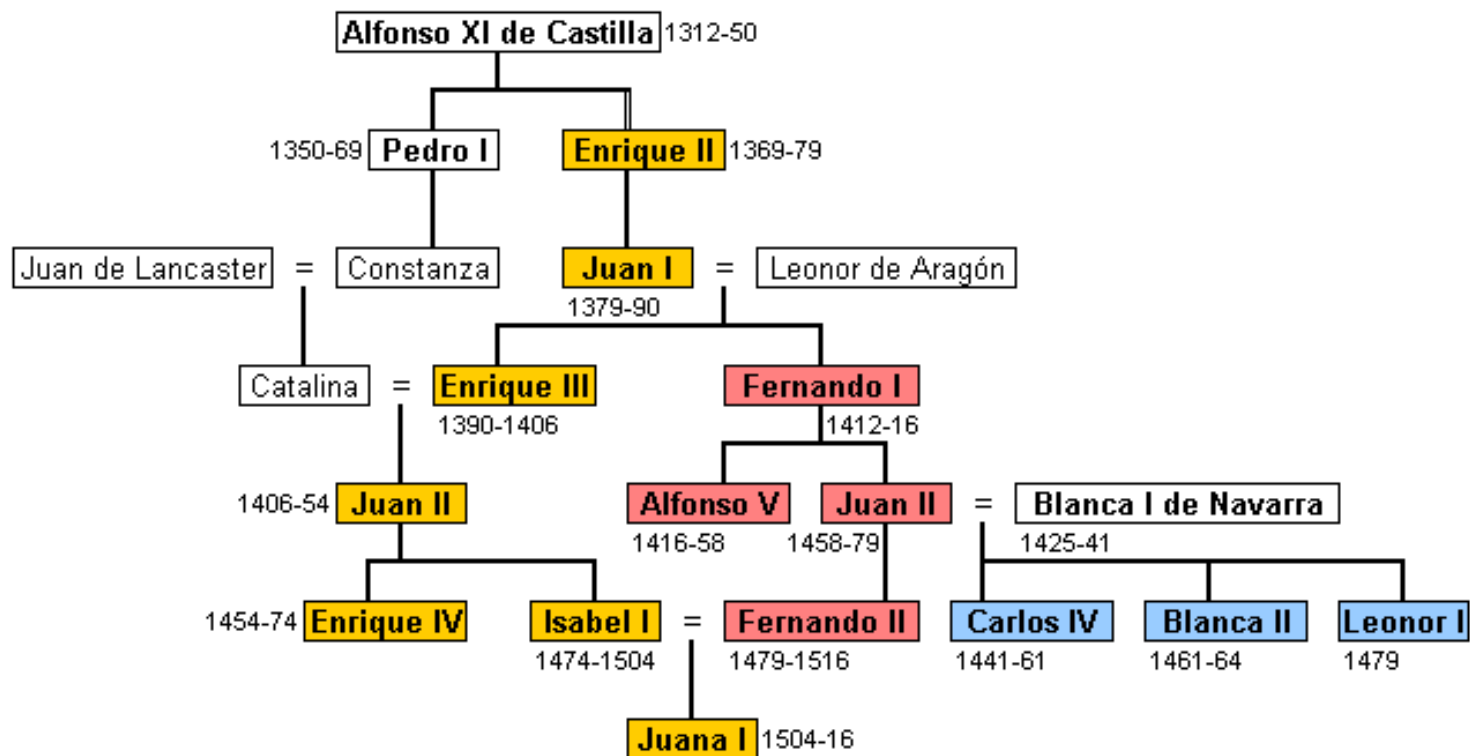 Alfonso XI de Castilla 1312-50
1350-69 Pedro I Enrique II 1369-79
Juan de Lancaster = Constanza Juan I = Leonor de Aragón
1379-90
Catalina = Enrique III Fernando I
1390-1406 1412-16
1406-54 Juan II Alfonso V Juan II = Blanca I de Navarra
1416-58 1458-79 1425-41
1454-74 Enrique IV Isabel I = Fernando II Carlos IV Blanca II Leonor I
1474-1504 1479-1516 1441-61 1461-64 1479
Juana I 1504-16